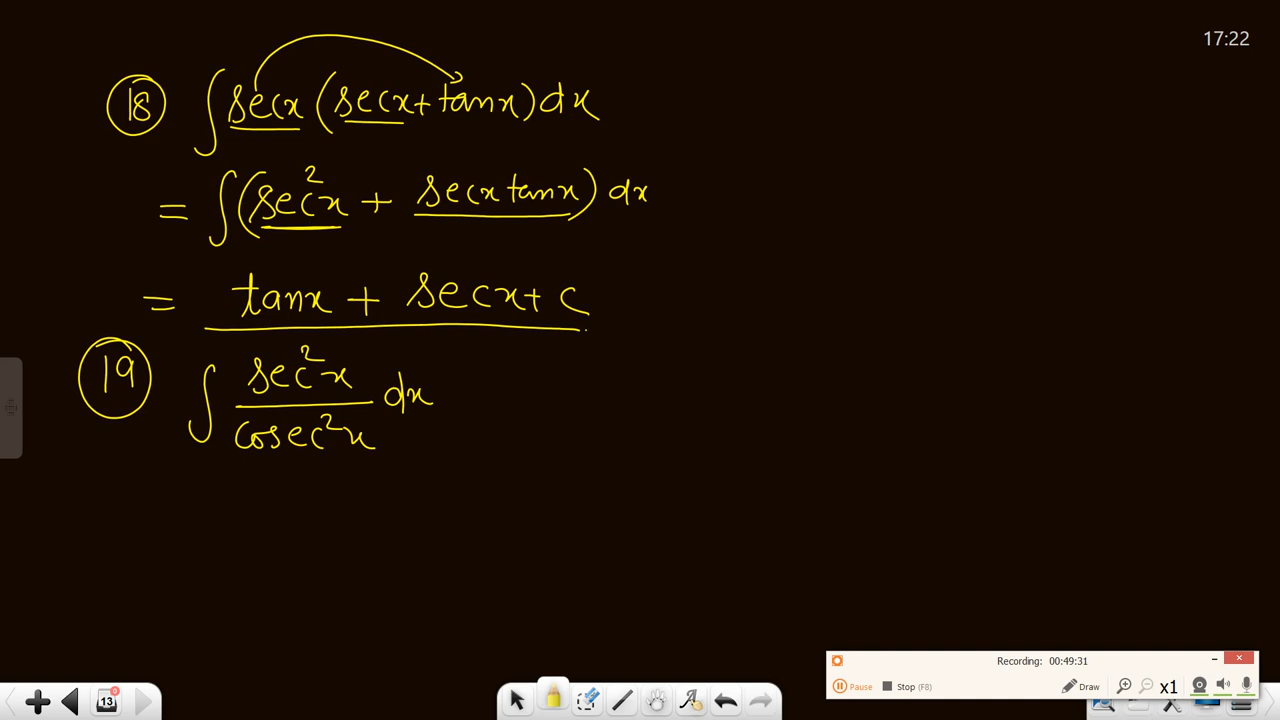 17:22
18 ∫ secx (secx + tanx) dx
= ∫ (sec²x + secx tanx) dx
= tanx + secx + c
19 ∫ sec²x / cosec²x dx
Recording: 00:49:31
Pause Stop (F8) Draw x1
13 0